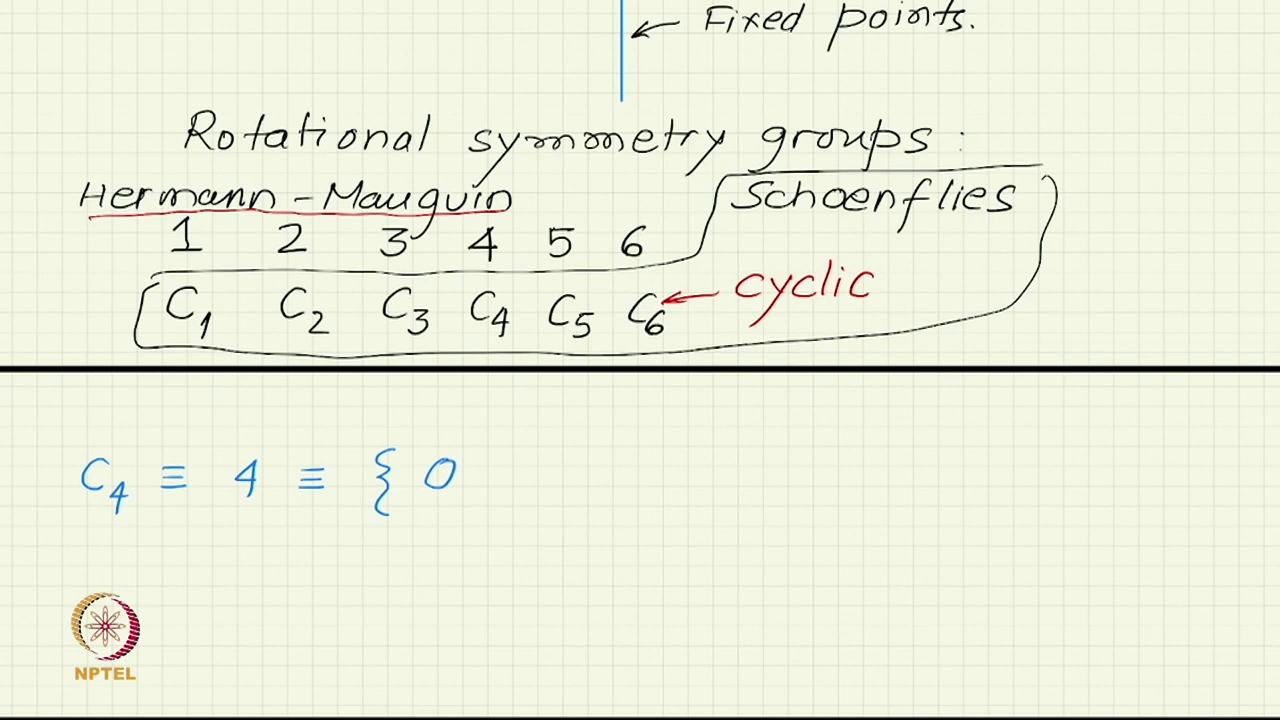 ← Fixed points.
Rotational symmetry groups :
Hermann - Mauguin Schoenflies
1 2 3 4 5 6
C₁ C₂ C₃ C₄ C₅ C₆ ← cyclic
C₄ ≡ 4 ≡ { 0
NPTEL